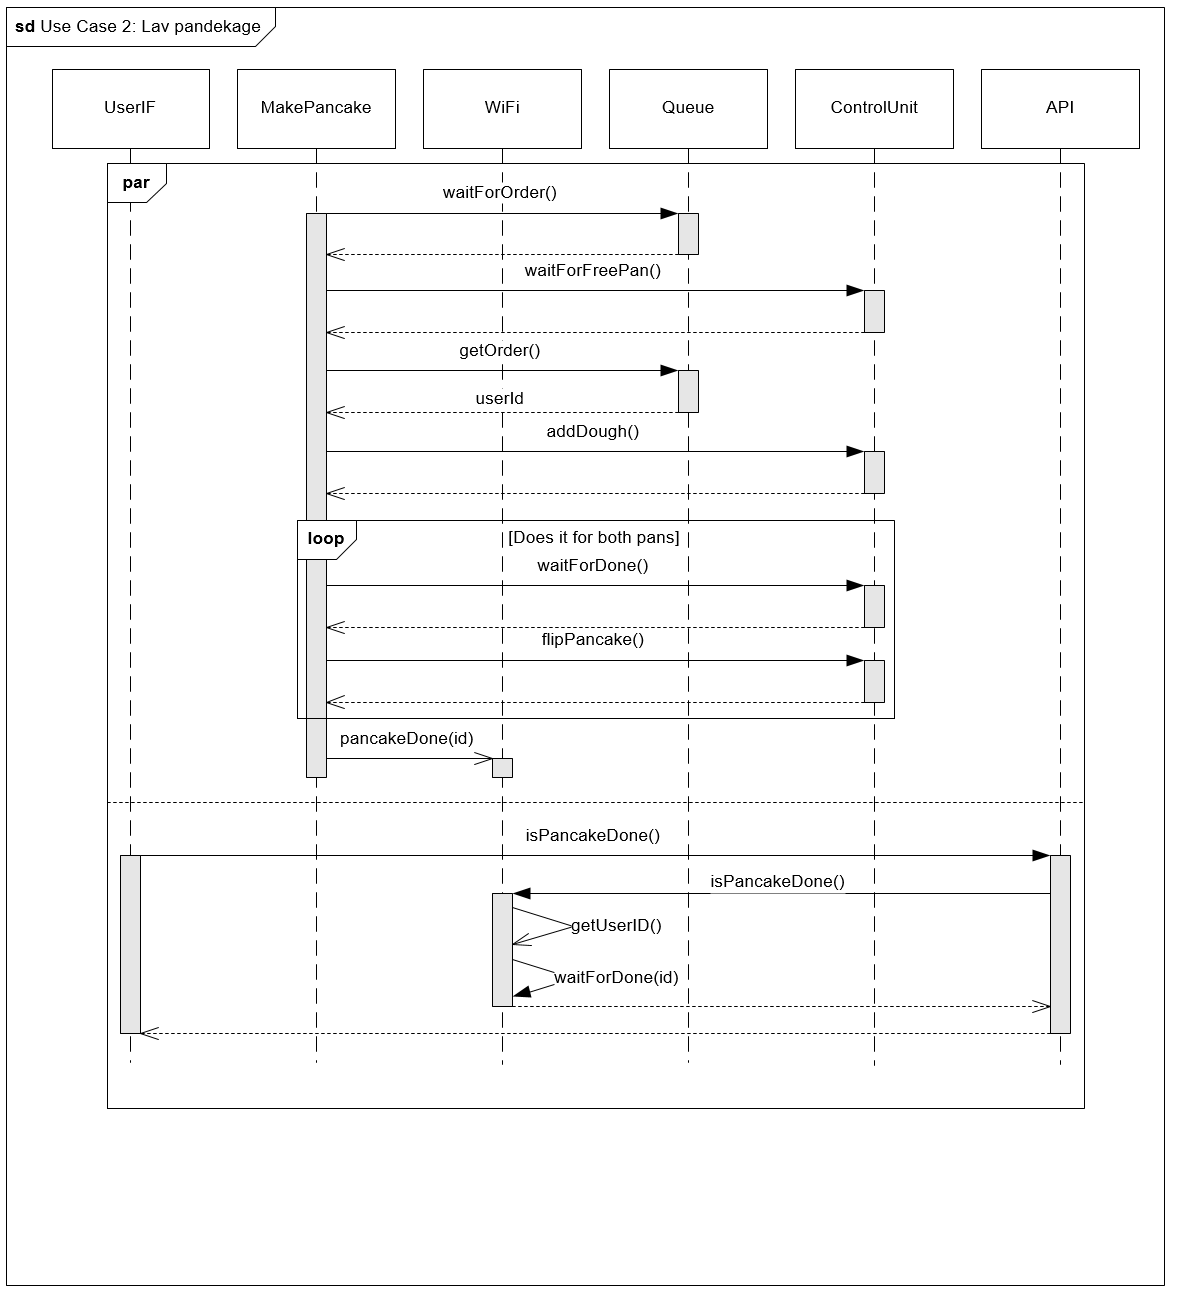 sd Use Case 2: Lav pandekage
UserIF
MakePancake
WiFi
Queue
ControlUnit
API
par
waitForOrder()
waitForFreePan()
getOrder()
userId
addDough()
loop
[Does it for both pans]
waitForDone()
flipPancake()
pancakeDone(id)
isPancakeDone()
isPancakeDone()
getUserID()
waitForDone(id)